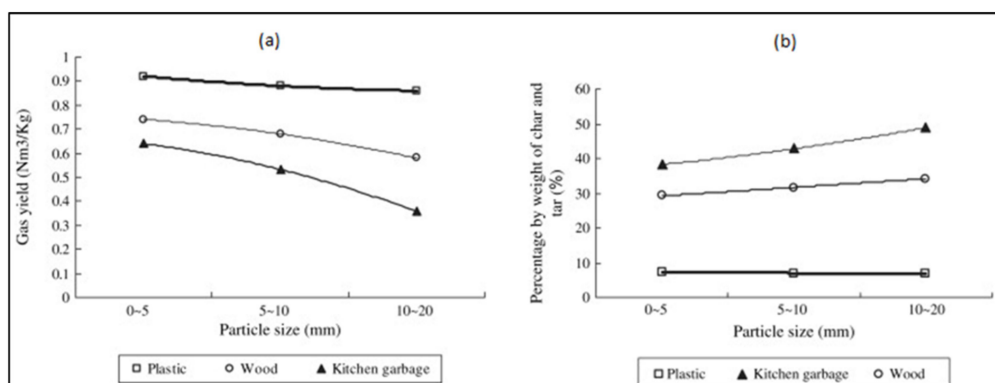 (a)
Gas yield (Nm3/Kg)
1
0.9
0.8
0.7
0.6
0.5
0.4
0.3
0.2
0.1
0
0~5
5~10
10~20
Particle size (mm)
Plastic
Wood
Kitchen garbage
(b)
Percentage by weight of char and
tar (%)
60
50
40
30
20
10
0
0~5
5~10
10~20
Particle size (mm)
Plastic
Kitchen garbage
Wood